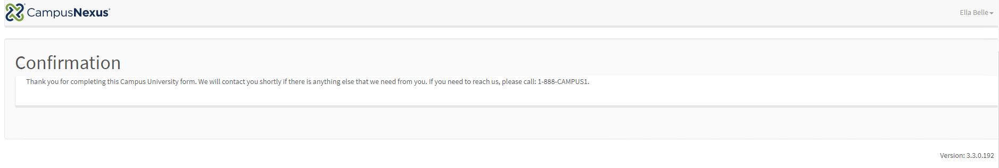 CampusNexus®
Ella Belle
Confirmation
Thank you for completing this Campus University form. We will contact you shortly if there is anything else that we need from you. If you need to reach us, please call: 1-888-CAMPUS1.
Version: 3.3.0.192